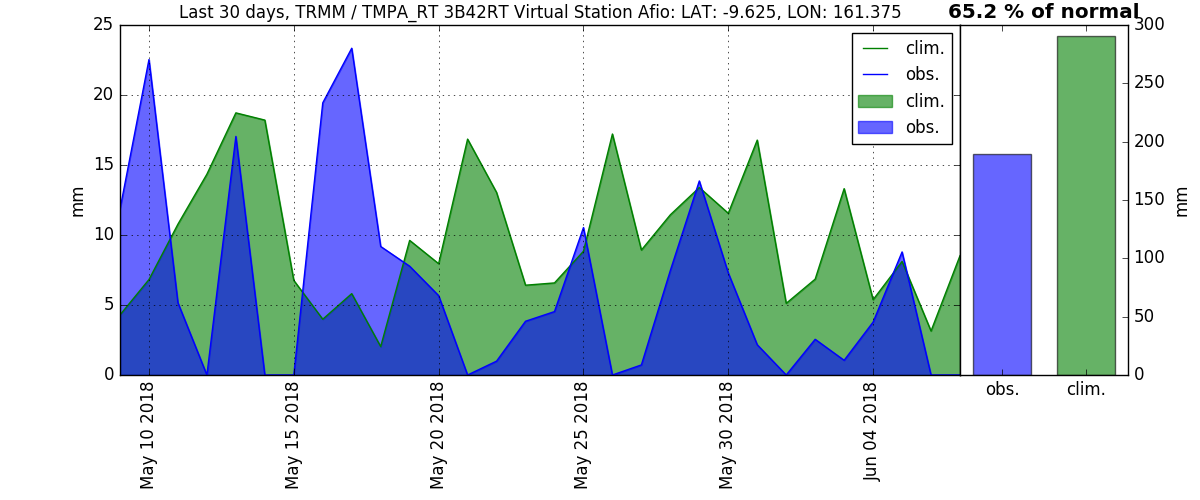 Last 30 days, TRMM / TMPA_RT 3B42RT Virtual Station Afio: LAT: -9.625, LON: 161.375
65.2 % of normal
25
20
15
10
5
0
mm
clim.
obs.
clim.
obs.
May 10 2018
May 15 2018
May 20 2018
May 25 2018
May 30 2018
Jun 04 2018
300
250
200
150
100
50
0
mm
obs.
clim.